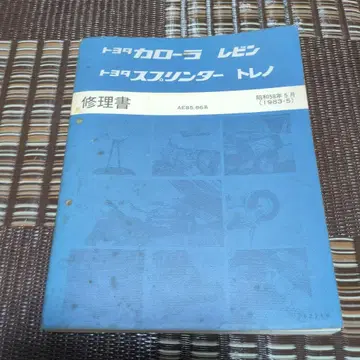 トヨタ カローラ レビン
トヨタ スプリンター トレノ
修理書
AE85, 86系
昭和58年5月
(1983-5)